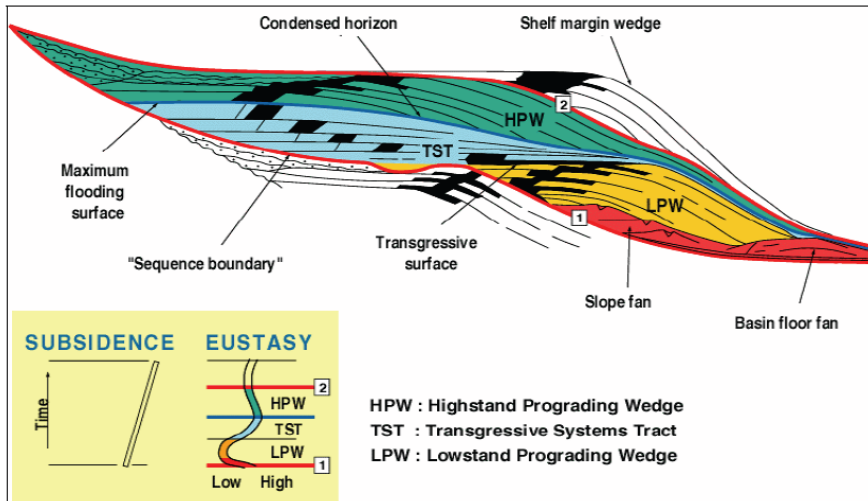 Condensed horizon
Shelf margin wedge
2
HPW
TST
Maximum
flooding
surface
LPW
1
Transgressive
surface
"Sequence boundary"
Slope fan
Basin floor fan
SUBSIDENCE
EUSTASY
2
HPW
Time
TST
LPW
1
Low
High
HPW : Highstand Prograding Wedge
TST : Transgressive Systems Tract
LPW : Lowstand Prograding Wedge